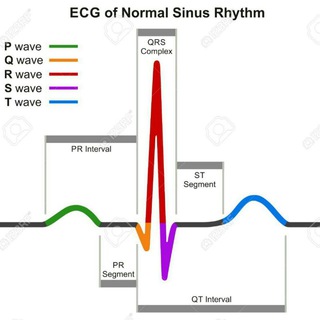 ECG of Normal Sinus Rhythm
P wave
Q wave
R wave
S wave
T wave
QRS
Complex
PR Interval
ST
Segment
PR
Segment
QT Interval